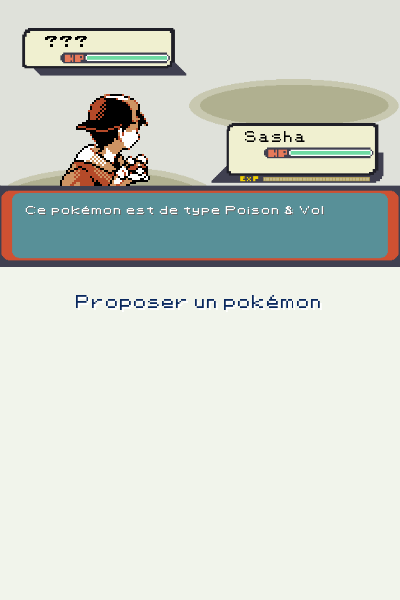 ???
HP
Sasha
HP
EXP
Ce pokémon est de type Poison & Vol
Proposer un pokémon